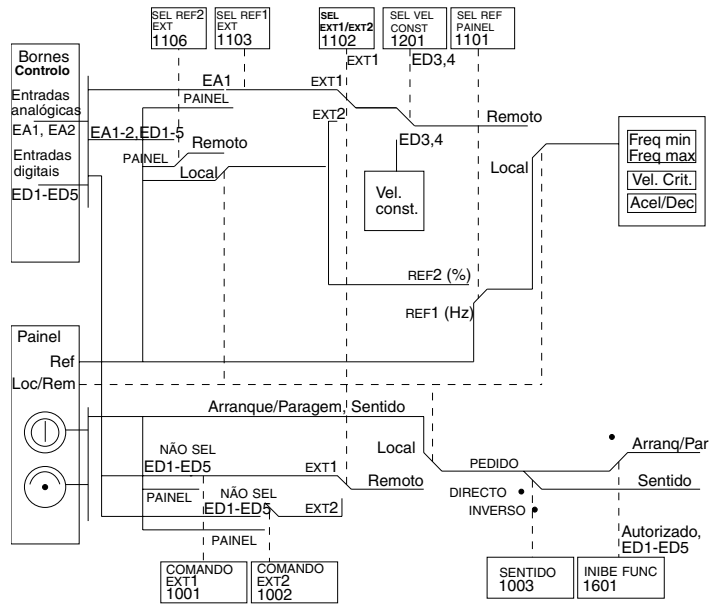 SEL REF2
EXT
1106
SEL REF1
EXT
1103
SEL
EXT1/EXT2
1102
SEL VEL
CONST
1201
SEL REF
PAINEL
1101
Bornes
Controlo
Entradas
analógicas
EA1, EA2
Entradas
digitais
ED1-ED5
EA1
PAINEL
EXT1
EXT1
ED3,4
EXT2
EA1-2,ED1-5
Remoto
PAINEL
Local
ED3,4
Vel.
const.
Remoto
Local
Freq min
Freq max
Vel. Crit.
Acel/Dec
REF2 (%)
REF1 (Hz)
Painel
Ref
Loc/Rem
Arranque/Paragem, Sentido
NÃO SEL
ED1-ED5
EXT1
PAINEL
NÃO SEL
ED1-ED5
EXT2
PAINEL
Local
Remoto
PEDIDO
Arranq/Par
Sentido
DIRECTO
INVERSO
Autorizado,
ED1-ED5
COMANDO
EXT1
1001
COMANDO
EXT2
1002
SENTIDO
1003
INIBE FUNC
1601